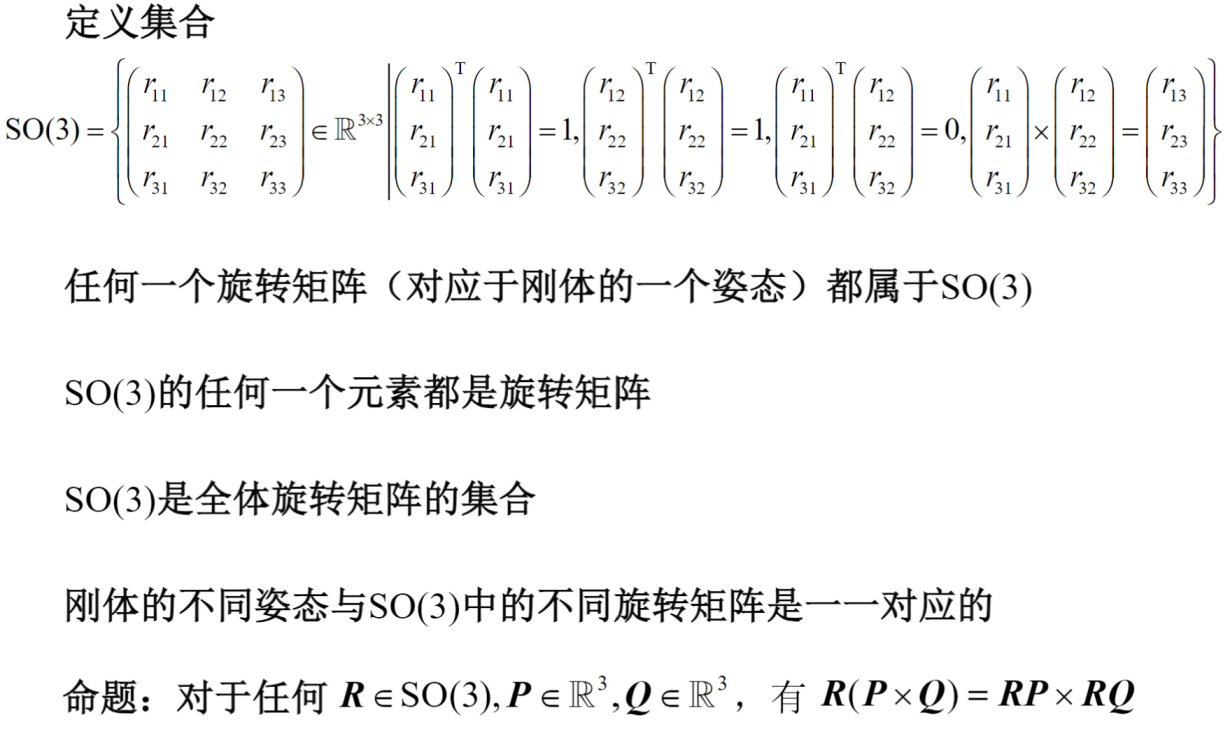 定义集合
$\mathrm{SO}(3)=\left\{\begin{pmatrix} r_{11} & r_{12} & r_{13} \\ r_{21} & r_{22} & r_{23} \\ r_{31} & r_{32} & r_{33} \end{pmatrix}\in\mathbb{R}^{3\times3}\middle|\begin{pmatrix} r_{11} \\ r_{21} \\ r_{31} \end{pmatrix}^{\mathrm{T}}\begin{pmatrix} r_{11} \\ r_{21} \\ r_{31} \end{pmatrix}=1,\begin{pmatrix} r_{12} \\ r_{22} \\ r_{32} \end{pmatrix}^{\mathrm{T}}\begin{pmatrix} r_{12} \\ r_{22} \\ r_{32} \end{pmatrix}=1,\begin{pmatrix} r_{11} \\ r_{21} \\ r_{31} \end{pmatrix}^{\mathrm{T}}\begin{pmatrix} r_{12} \\ r_{22} \\ r_{32} \end{pmatrix}=0,\begin{pmatrix} r_{11} \\ r_{21} \\ r_{31} \end{pmatrix}\times\begin{pmatrix} r_{12} \\ r_{22} \\ r_{32} \end{pmatrix}=\begin{pmatrix} r_{13} \\ r_{23} \\ r_{33} \end{pmatrix}\right\}$
任何一个旋转矩阵（对应于刚体的一个姿态）都属于SO(3)
SO(3)的任何一个元素都是旋转矩阵
SO(3)是全体旋转矩阵的集合
刚体的不同姿态与SO(3)中的不同旋转矩阵是一一对应的
命题：对于任何 $\boldsymbol{R}\in\mathrm{SO}(3),\boldsymbol{P}\in\mathbb{R}^{3},\boldsymbol{Q}\in\mathbb{R}^{3}$，有 $\boldsymbol{R}(\boldsymbol{P}\times\boldsymbol{Q})=\boldsymbol{RP}\times\boldsymbol{RQ}$